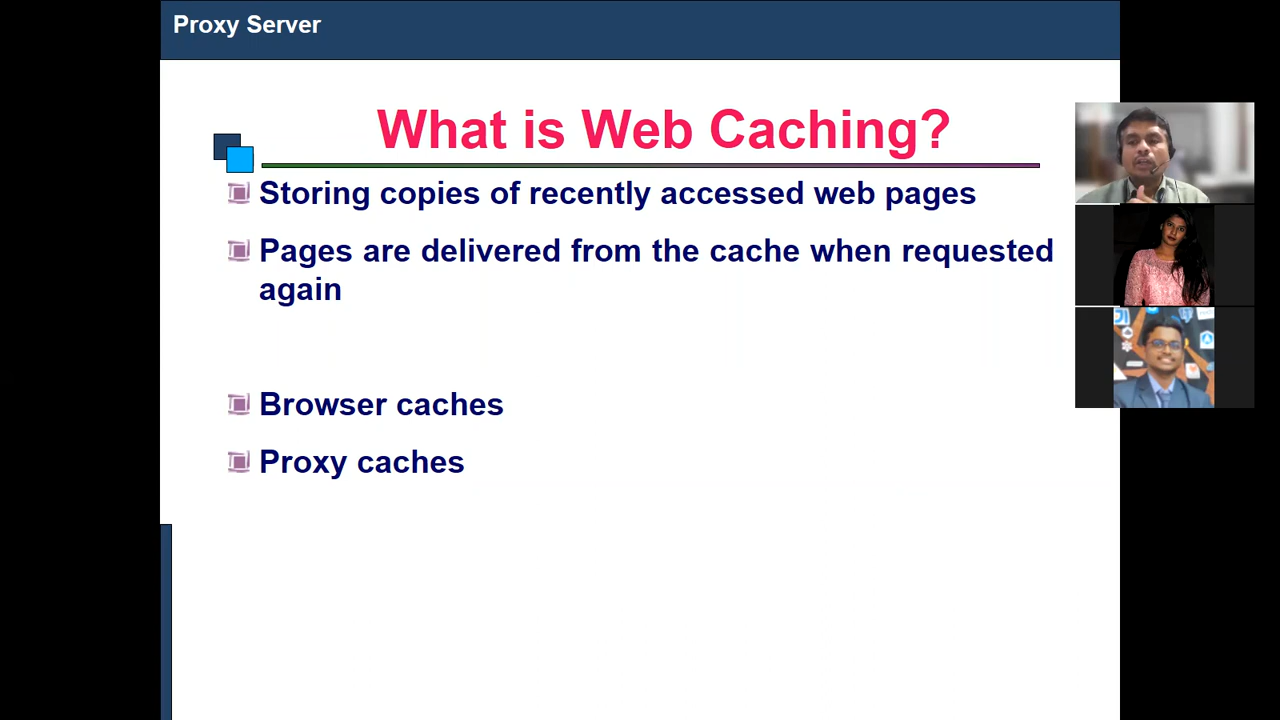 Proxy Server
What is Web Caching?
Storing copies of recently accessed web pages
Pages are delivered from the cache when requested
again
Browser caches
Proxy caches